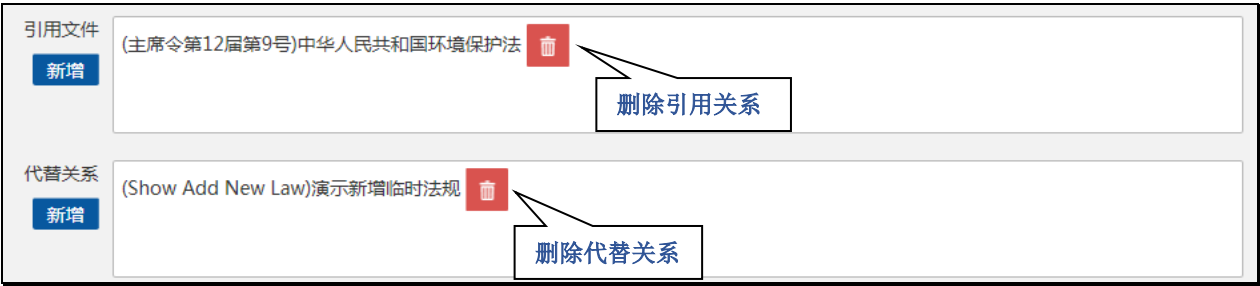 引用文件
新增
(主席令第12届第9号)中华人民共和国环境保护法
删除引用关系
代替关系
新增
(Show Add New Law)演示新增临时法规
删除代替关系